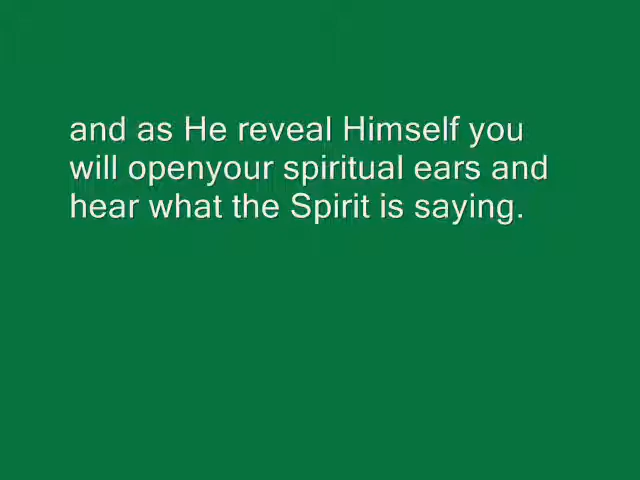 and as He reveal Himself you
will openyour spiritual ears and
hear what the Spirit is saying.